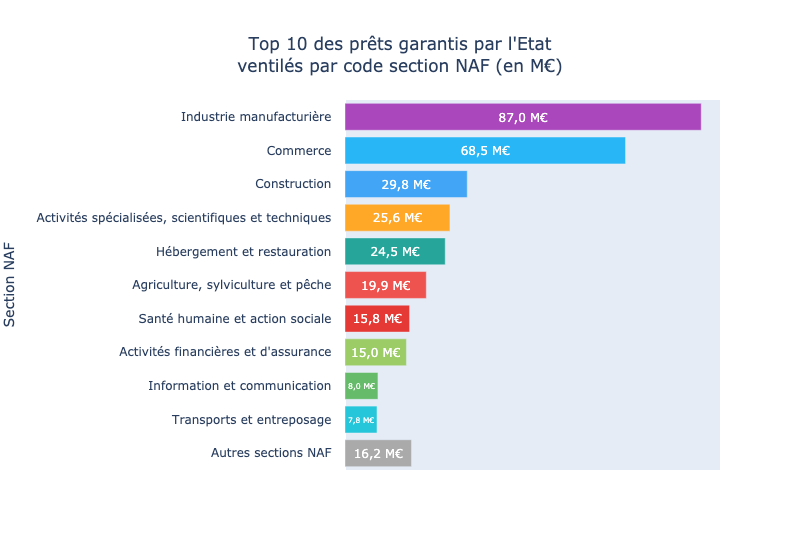 Top 10 des prêts garantis par l'Etat
ventilés par code section NAF (en M€)
Section NAF
Industrie manufacturière 87,0 M€
Commerce 68,5 M€
Construction 29,8 M€
Activités spécialisées, scientifiques et techniques 25,6 M€
Hébergement et restauration 24,5 M€
Agriculture, sylviculture et pêche 19,9 M€
Santé humaine et action sociale 15,8 M€
Activités financières et d'assurance 15,0 M€
Information et communication 8,0 M€
Transports et entreposage 7,8 M€
Autres sections NAF 16,2 M€